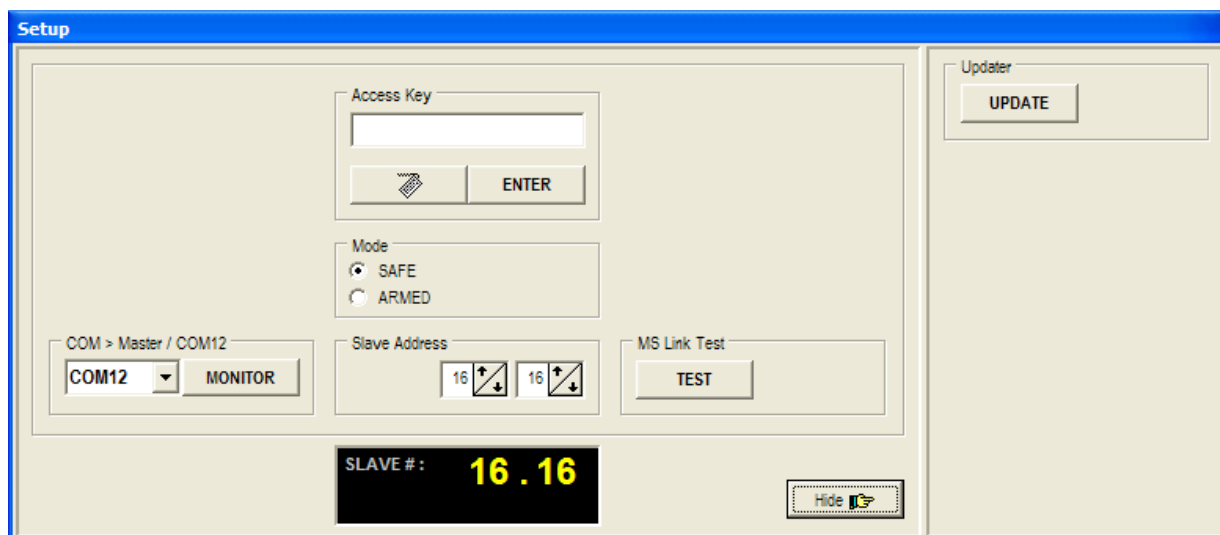 Setup
Access Key
ENTER
Mode
SAFE
ARMED
COM > Master / COM12
COM12
MONITOR
Slave Address
16
16
MS Link Test
TEST
SLAVE # :
16 . 16
Hide
Updater
UPDATE